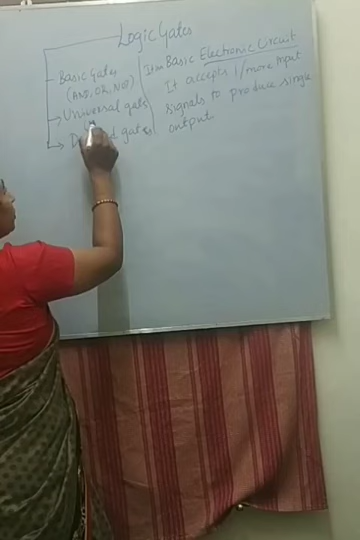 Logic Gates
Basic Gates
(AND, OR, NOT)
Universal gate
gates
It is a Basic Electronic Circuit
It accepts 1/more input
signals to produce single
output.